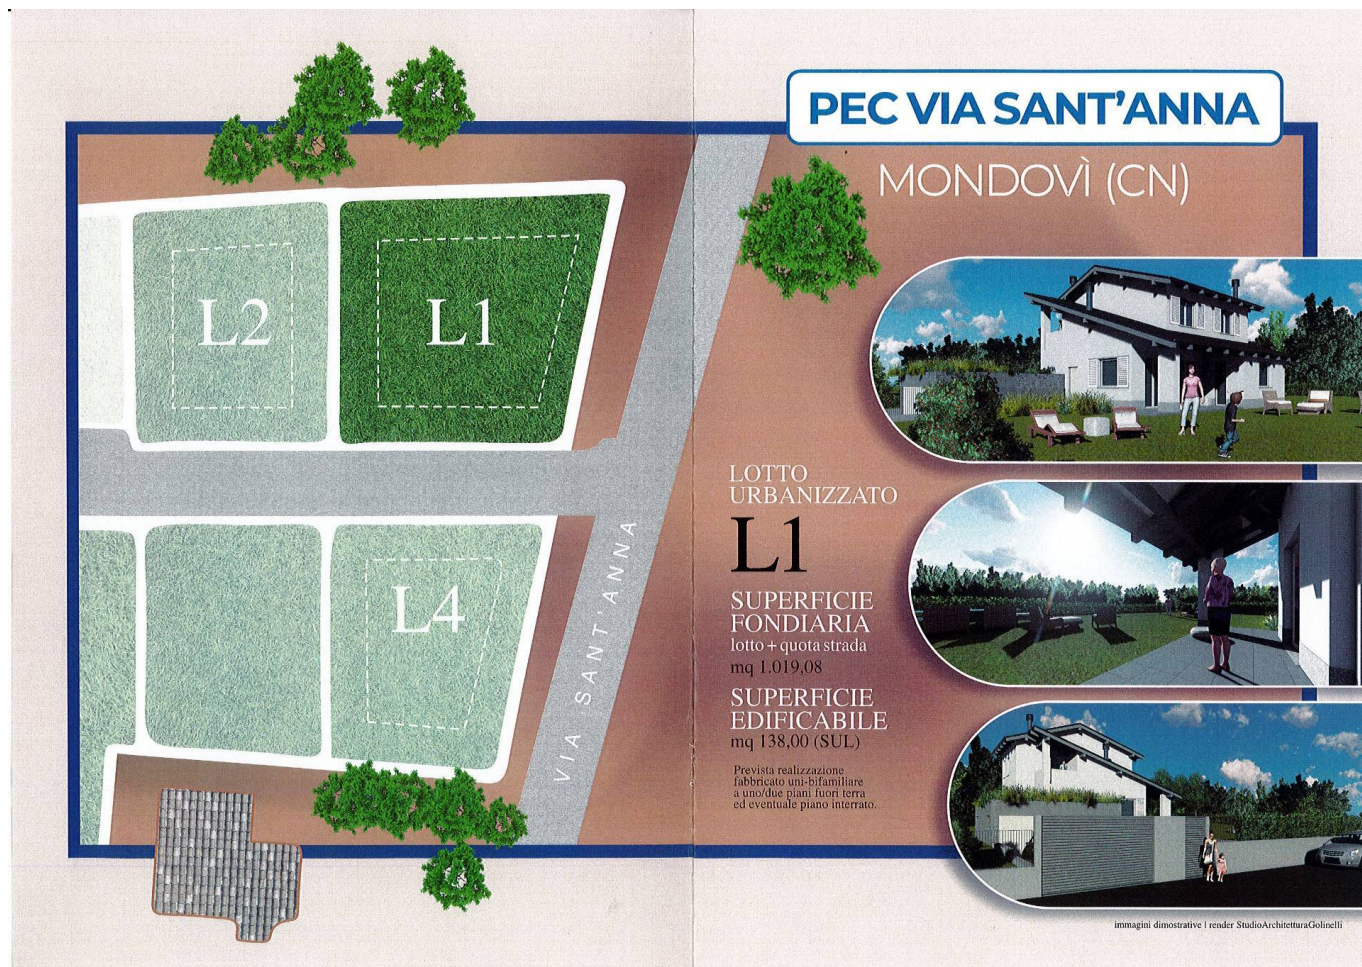 PEC VIA SANT'ANNA
MONDOVÌ (CN)
L2
L1
L4
VIA SANT'ANNA
LOTTO
URBANIZZATO
L1
SUPERFICIE
FONDIARIA
lotto + quota strada
mq 1.019,08
SUPERFICIE
EDIFICABILE
mq 138,00 (SUL)
Prevista realizzazione
fabbricato uni-bifamiliare
a uno/due piani fuori terra
ed eventuale piano interrato.
immagini dimostrative | render StudioArchitetturaGolinelli